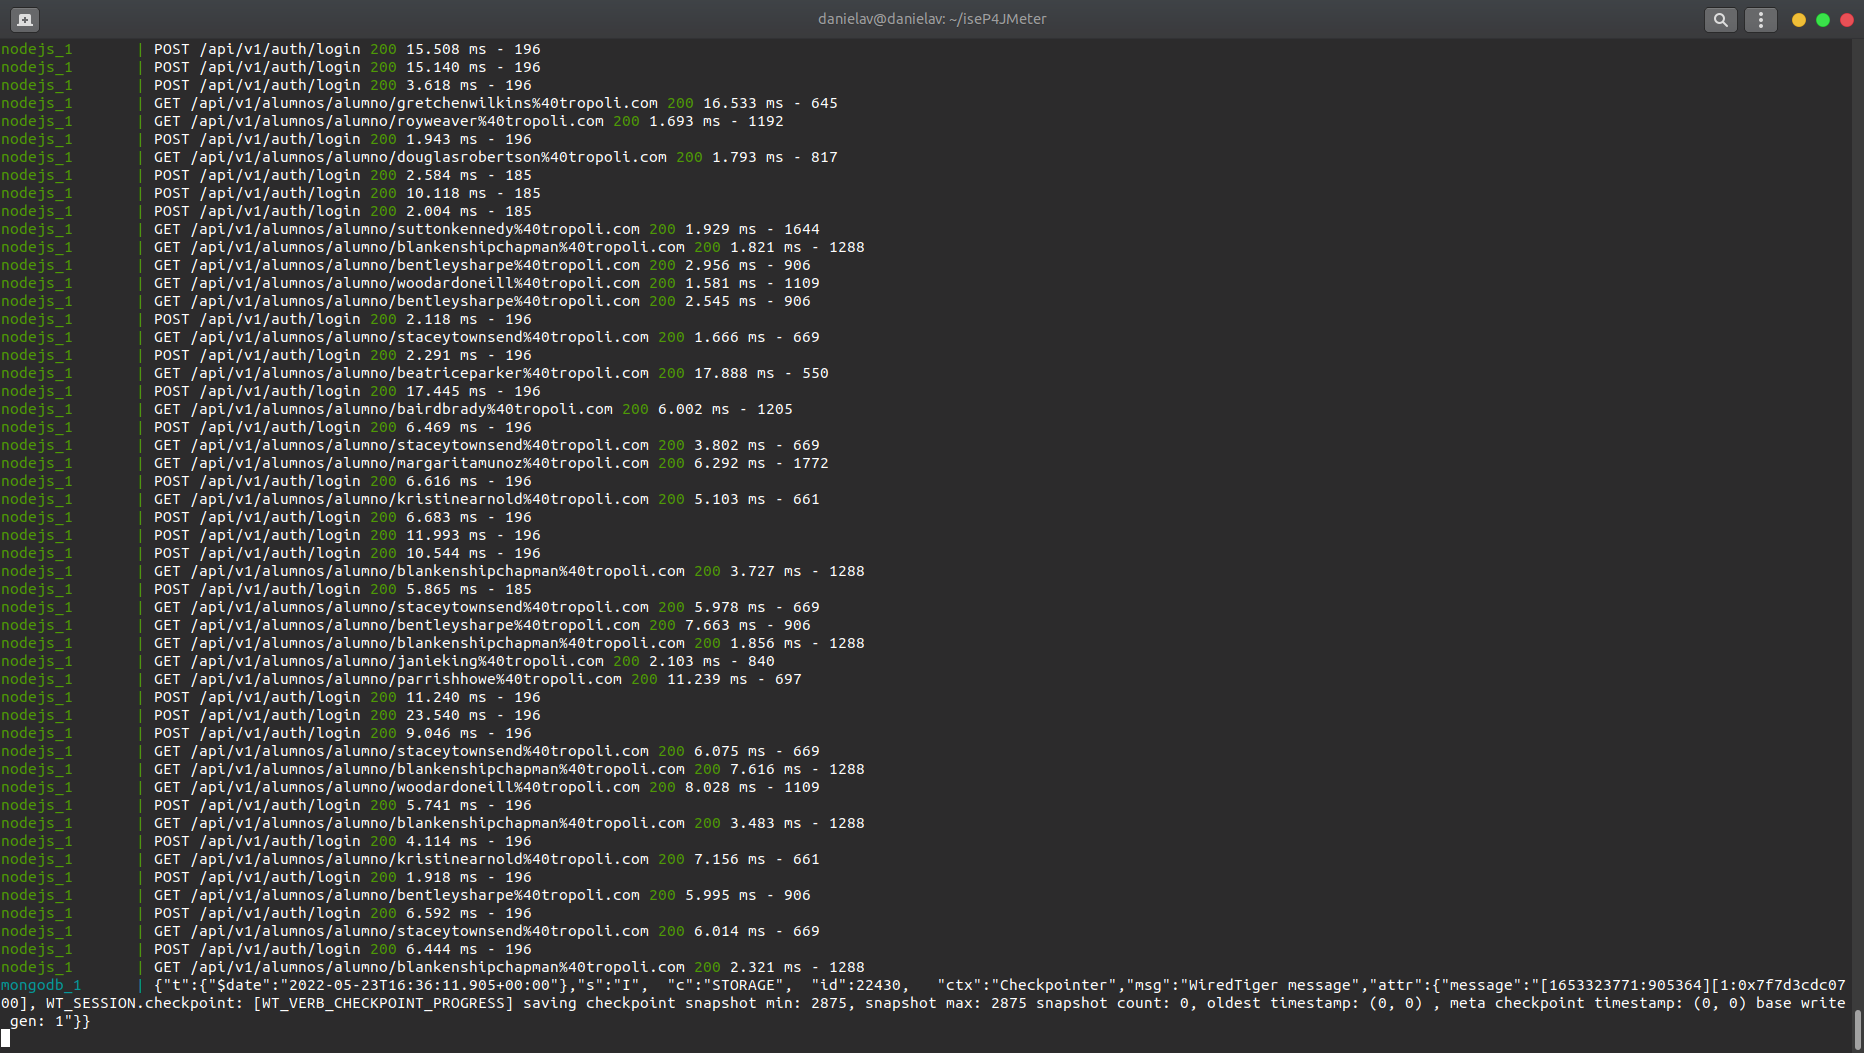 danielav@danielav: ~/iseP4JMeter
nodejs_1       | POST /api/v1/auth/login 200 15.508 ms - 196
nodejs_1       | POST /api/v1/auth/login 200 15.140 ms - 196
nodejs_1       | POST /api/v1/auth/login 200 3.618 ms - 196
nodejs_1       | GET /api/v1/alumnos/alumno/gretchenwilkins%40tropoli.com 200 16.533 ms - 645
nodejs_1       | GET /api/v1/alumnos/alumno/royweaver%40tropoli.com 200 1.693 ms - 1192
nodejs_1       | POST /api/v1/auth/login 200 1.943 ms - 196
nodejs_1       | GET /api/v1/alumnos/alumno/douglasrobertson%40tropoli.com 200 1.793 ms - 817
nodejs_1       | POST /api/v1/auth/login 200 2.584 ms - 185
nodejs_1       | POST /api/v1/auth/login 200 10.118 ms - 185
nodejs_1       | POST /api/v1/auth/login 200 2.004 ms - 185
nodejs_1       | GET /api/v1/alumnos/alumno/suttonkennedy%40tropoli.com 200 1.929 ms - 1644
nodejs_1       | GET /api/v1/alumnos/alumno/blankenshipchapman%40tropoli.com 200 1.821 ms - 1288
nodejs_1       | GET /api/v1/alumnos/alumno/bentleysharpe%40tropoli.com 200 2.956 ms - 906
nodejs_1       | GET /api/v1/alumnos/alumno/woodardoneill%40tropoli.com 200 1.581 ms - 1109
nodejs_1       | GET /api/v1/alumnos/alumno/bentleysharpe%40tropoli.com 200 2.545 ms - 906
nodejs_1       | POST /api/v1/auth/login 200 2.118 ms - 196
nodejs_1       | GET /api/v1/alumnos/alumno/staceytownsend%40tropoli.com 200 1.666 ms - 669
nodejs_1       | POST /api/v1/auth/login 200 2.291 ms - 196
nodejs_1       | GET /api/v1/alumnos/alumno/beatriceparker%40tropoli.com 200 17.888 ms - 550
nodejs_1       | POST /api/v1/auth/login 200 17.445 ms - 196
nodejs_1       | GET /api/v1/alumnos/alumno/bairdbrady%40tropoli.com 200 6.002 ms - 1205
nodejs_1       | POST /api/v1/auth/login 200 6.469 ms - 196
nodejs_1       | GET /api/v1/alumnos/alumno/staceytownsend%40tropoli.com 200 3.802 ms - 669
nodejs_1       | GET /api/v1/alumnos/alumno/margaritamunoz%40tropoli.com 200 6.292 ms - 1772
nodejs_1       | POST /api/v1/auth/login 200 6.616 ms - 196
nodejs_1       | GET /api/v1/alumnos/alumno/kristinearnold%40tropoli.com 200 5.103 ms - 661
nodejs_1       | POST /api/v1/auth/login 200 6.683 ms - 196
nodejs_1       | POST /api/v1/auth/login 200 11.993 ms - 196
nodejs_1       | POST /api/v1/auth/login 200 10.544 ms - 196
nodejs_1       | GET /api/v1/alumnos/alumno/blankenshipchapman%40tropoli.com 200 3.727 ms - 1288
nodejs_1       | POST /api/v1/auth/login 200 5.865 ms - 185
nodejs_1       | GET /api/v1/alumnos/alumno/staceytownsend%40tropoli.com 200 5.978 ms - 669
nodejs_1       | GET /api/v1/alumnos/alumno/bentleysharpe%40tropoli.com 200 7.663 ms - 906
nodejs_1       | GET /api/v1/alumnos/alumno/blankenshipchapman%40tropoli.com 200 1.856 ms - 1288
nodejs_1       | GET /api/v1/alumnos/alumno/janieking%40tropoli.com 200 2.103 ms - 840
nodejs_1       | GET /api/v1/alumnos/alumno/parrishhowe%40tropoli.com 200 11.239 ms - 697
nodejs_1       | POST /api/v1/auth/login 200 11.240 ms - 196
nodejs_1       | POST /api/v1/auth/login 200 23.540 ms - 196
nodejs_1       | POST /api/v1/auth/login 200 9.046 ms - 196
nodejs_1       | GET /api/v1/alumnos/alumno/staceytownsend%40tropoli.com 200 6.075 ms - 669
nodejs_1       | GET /api/v1/alumnos/alumno/blankenshipchapman%40tropoli.com 200 7.616 ms - 1288
nodejs_1       | GET /api/v1/alumnos/alumno/woodardoneill%40tropoli.com 200 8.028 ms - 1109
nodejs_1       | POST /api/v1/auth/login 200 5.741 ms - 196
nodejs_1       | GET /api/v1/alumnos/alumno/blankenshipchapman%40tropoli.com 200 3.483 ms - 1288
nodejs_1       | POST /api/v1/auth/login 200 4.114 ms - 196
nodejs_1       | GET /api/v1/alumnos/alumno/kristinearnold%40tropoli.com 200 7.156 ms - 661
nodejs_1       | POST /api/v1/auth/login 200 1.918 ms - 196
nodejs_1       | GET /api/v1/alumnos/alumno/bentleysharpe%40tropoli.com 200 5.995 ms - 906
nodejs_1       | POST /api/v1/auth/login 200 6.592 ms - 196
nodejs_1       | GET /api/v1/alumnos/alumno/staceytownsend%40tropoli.com 200 6.014 ms - 669
nodejs_1       | POST /api/v1/auth/login 200 6.444 ms - 196
nodejs_1       | GET /api/v1/alumnos/alumno/blankenshipchapman%40tropoli.com 200 2.321 ms - 1288
mongodb_1      | {"t":{"$date":"2022-05-23T16:36:11.905+00:00"},"s":"I",  "c":"STORAGE",  "id":22430,   "ctx":"Checkpointer","msg":"WiredTiger message","attr":{"message":"[1653323771:905364][1:0x7f7d3cdc07
00], WT_SESSION.checkpoint: [WT_VERB_CHECKPOINT_PROGRESS] saving checkpoint snapshot min: 2875, snapshot max: 2875 snapshot count: 0, oldest timestamp: (0, 0) , meta checkpoint timestamp: (0, 0) base write
 gen: 1"}}